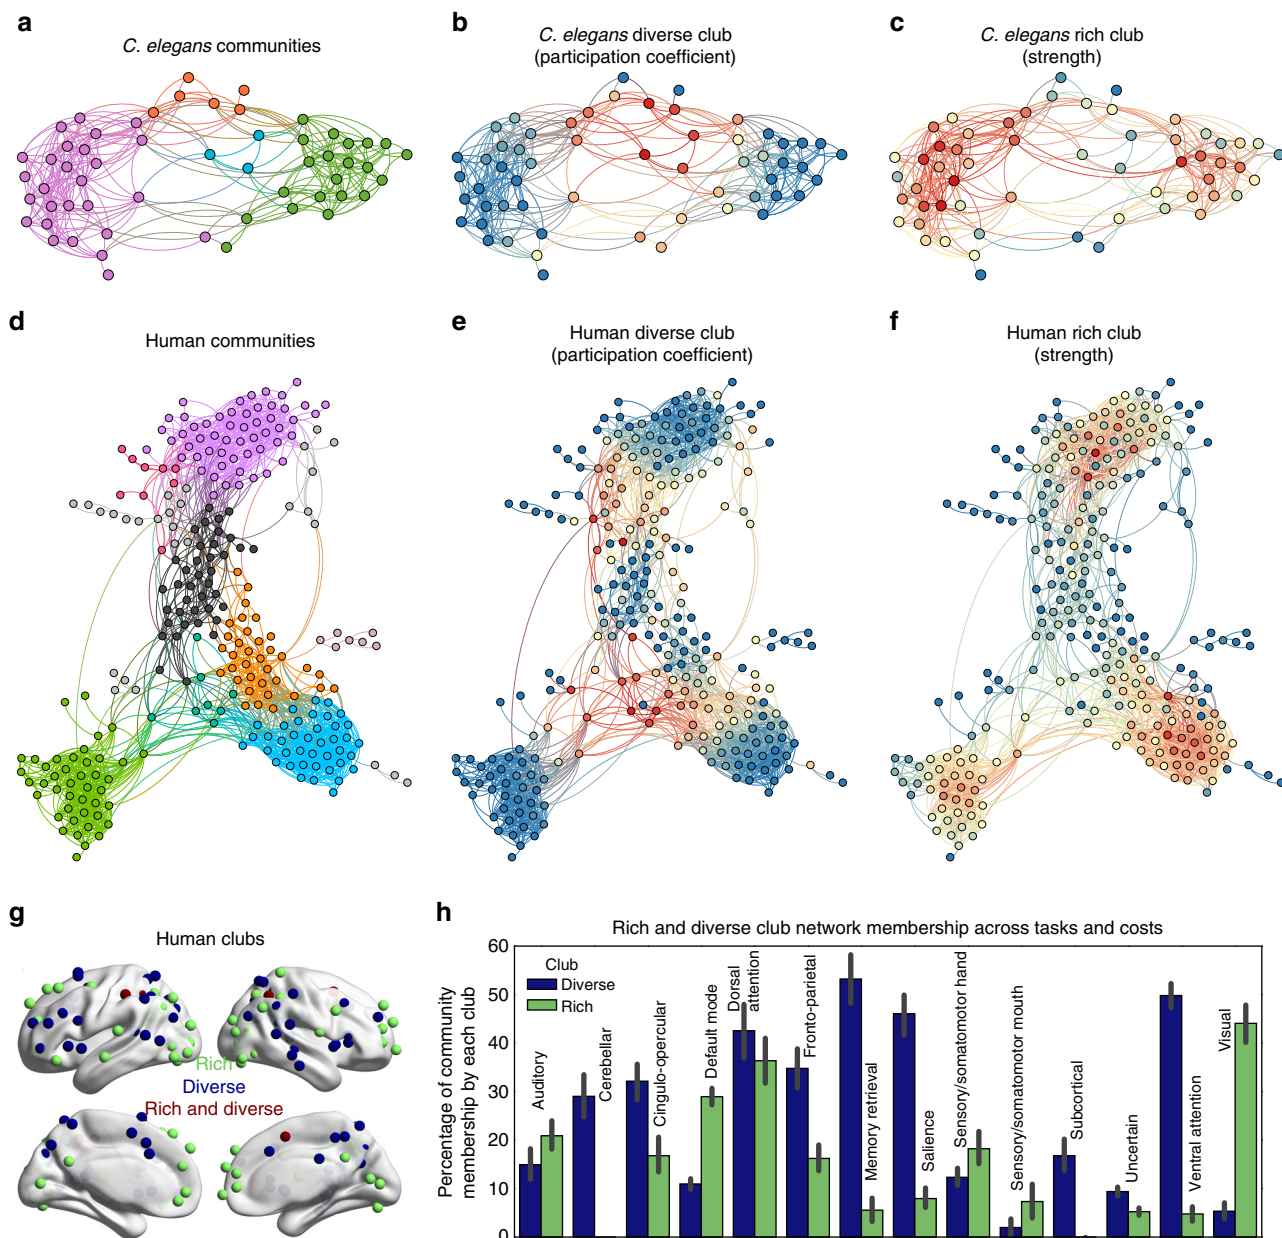 a
C. elegans communities
b
C. elegans diverse club
(participation coefficient)
c
C. elegans rich club
(strength)
d
Human communities
e
Human diverse club
(participation coefficient)
f
Human rich club
(strength)
g
Human clubs
Rich
Diverse
Rich and diverse
h
Rich and diverse club network membership across tasks and costs
Percentage of community
membership by each club
60
50
40
30
20
10
0
Club
Diverse
Rich
Auditory
Cerebellar
Cingulo-opercular
Default mode
Dorsal
attention
Fronto-parietal
Memory retrieval
Salience
Sensory/somatomotor hand
Sensory/somatomotor mouth
Subcortical
Uncertain
Ventral attention
Visual